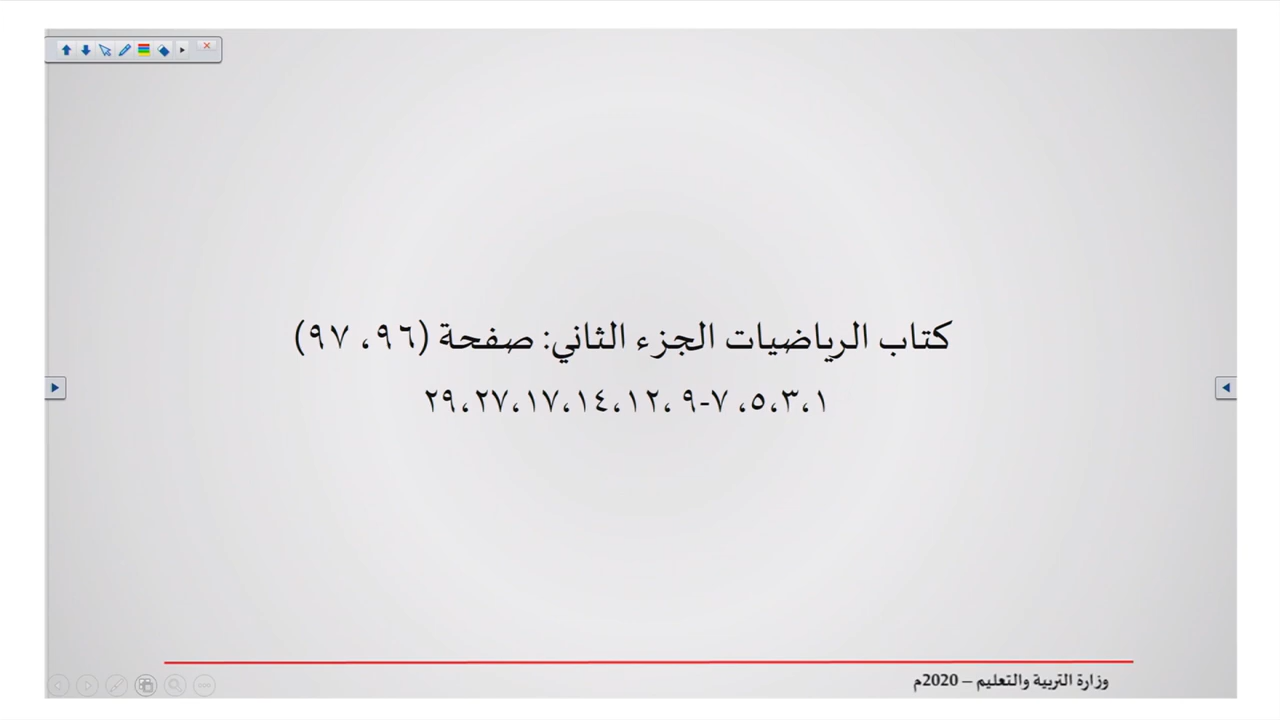 كتاب الرياضيات الجزء الثاني: صفحة (٩٦، ٩٧)
١،٣،٥، ٧-٩ ،١٢،١٤،١٧،٢٧،٢٩
وزارة التربية والتعليم – 2020م